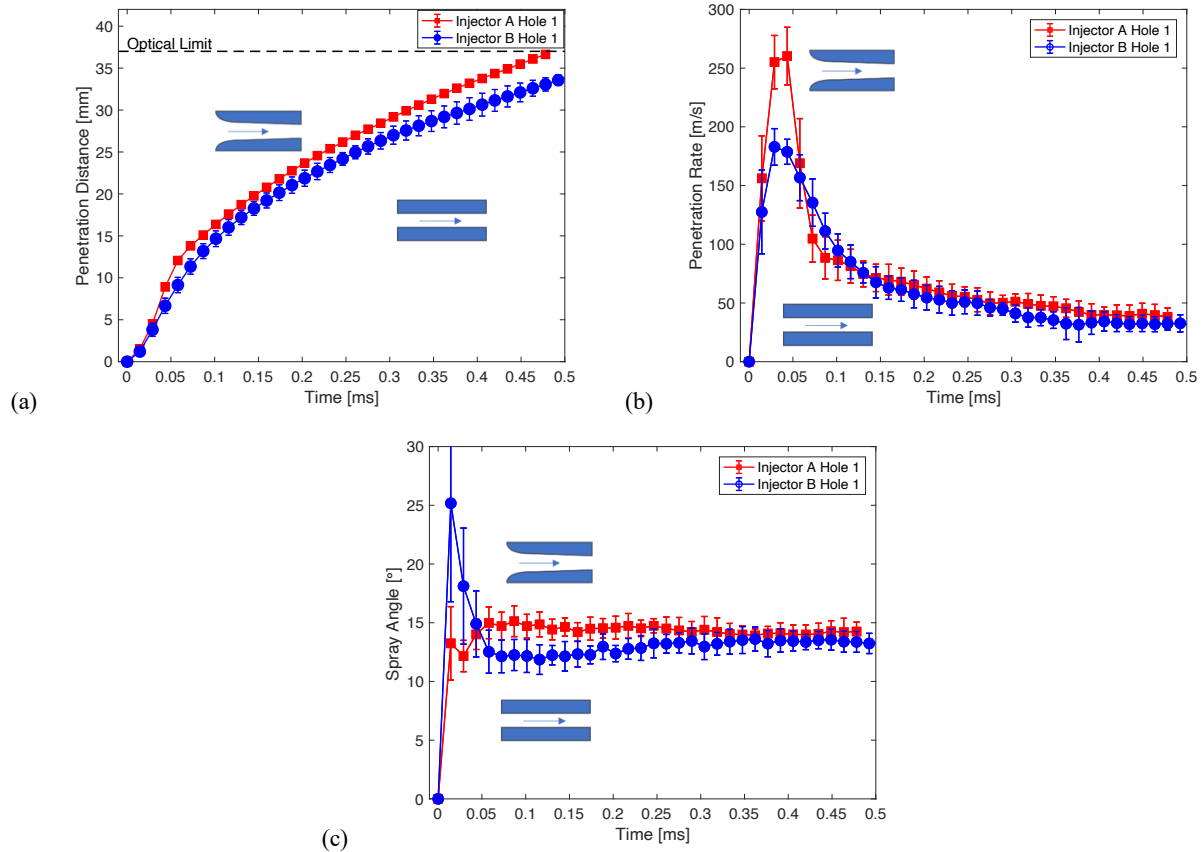 40
35
30
25
20
15
10
5
0
Penetration Distance [mm]
Optical Limit
Injector A Hole 1
Injector B Hole 1
0 0.05 0.1 0.15 0.2 0.25 0.3 0.35 0.4 0.45 0.5
Time [ms]
(a)
300
250
200
150
100
50
0
Penetration Rate [m/s]
Injector A Hole 1
Injector B Hole 1
0 0.05 0.1 0.15 0.2 0.25 0.3 0.35 0.4 0.45 0.5
Time [ms]
(b)
30
25
20
15
10
5
0
Spray Angle [°]
Injector A Hole 1
Injector B Hole 1
0 0.05 0.1 0.15 0.2 0.25 0.3 0.35 0.4 0.45 0.5
Time [ms]
(c)